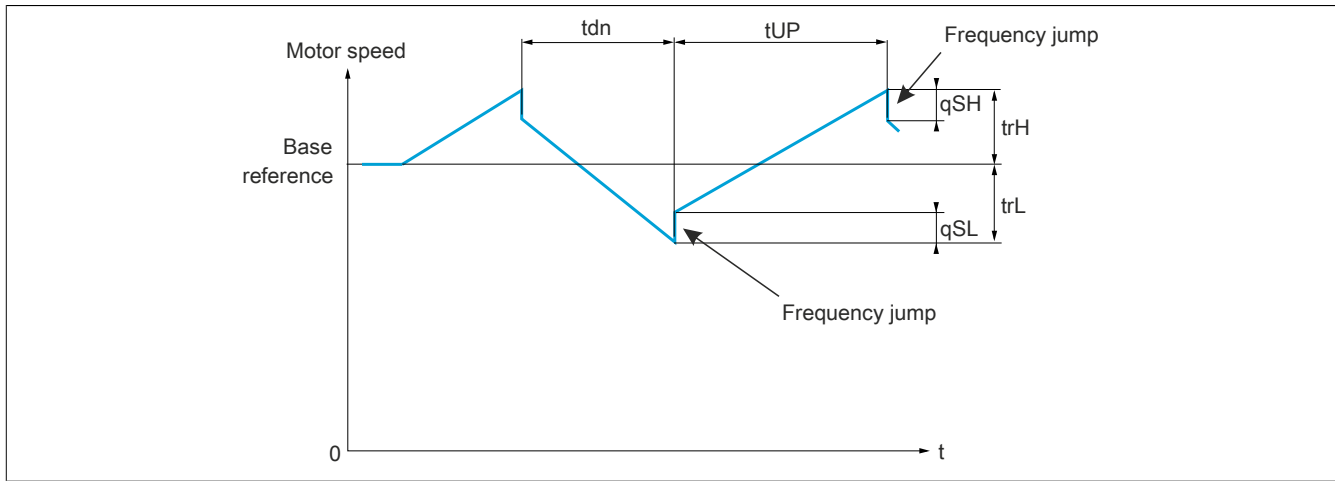 tdn
tUP
Frequency jump
Motor speed
qSH
trH
Base
reference
trL
qSL
Frequency jump
0
t